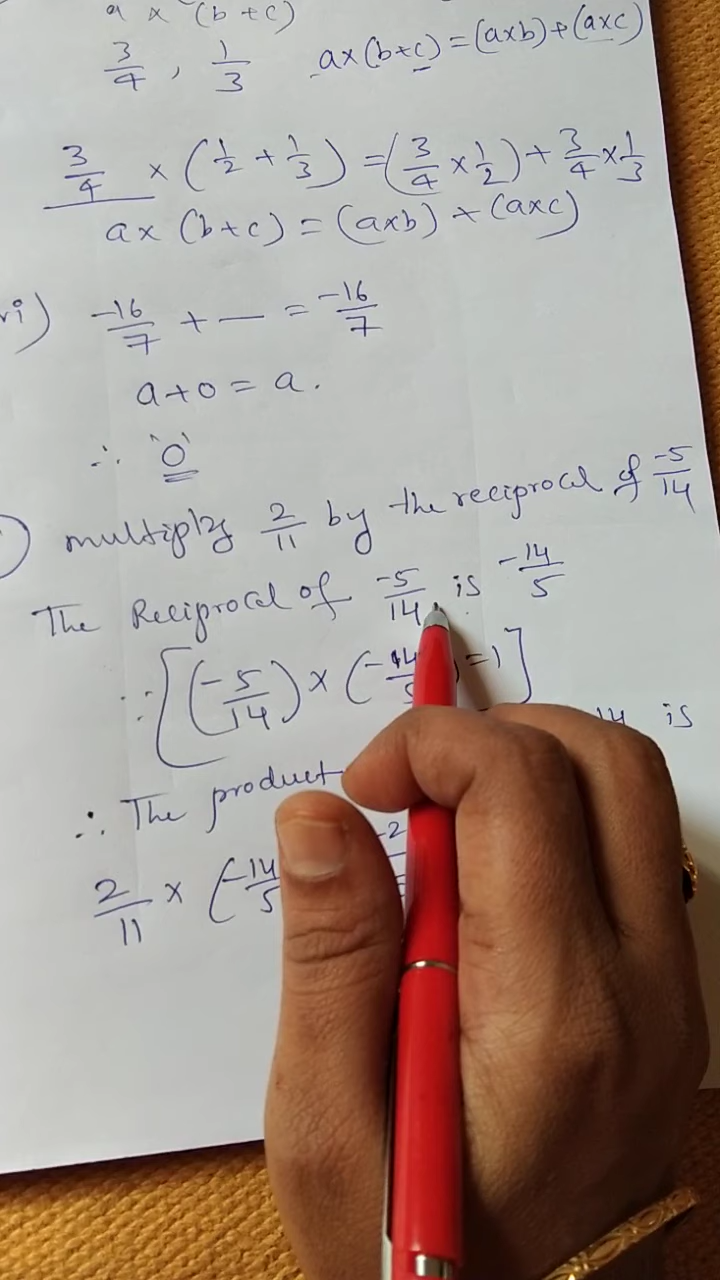 a × (b+c)
3/4 , 1/3 a×(b+c) = (a×b)+(a×c)
3/4 × (1/2 + 1/3) = (3/4 × 1/2) + 3/4 × 1/3
a× (b+c) = (a×b) + (a×c)
vi) -16/7 + — = -16/7
a+0 = a.
∴ '0'
multiply 2/11 by the reciprocal of -5/14
The Reciprocal of -5/14 is -14/5
∵ [(-5/14) × (-14/5) = 1]
∴ The product 14 is
2/11 × (-14/5 -2